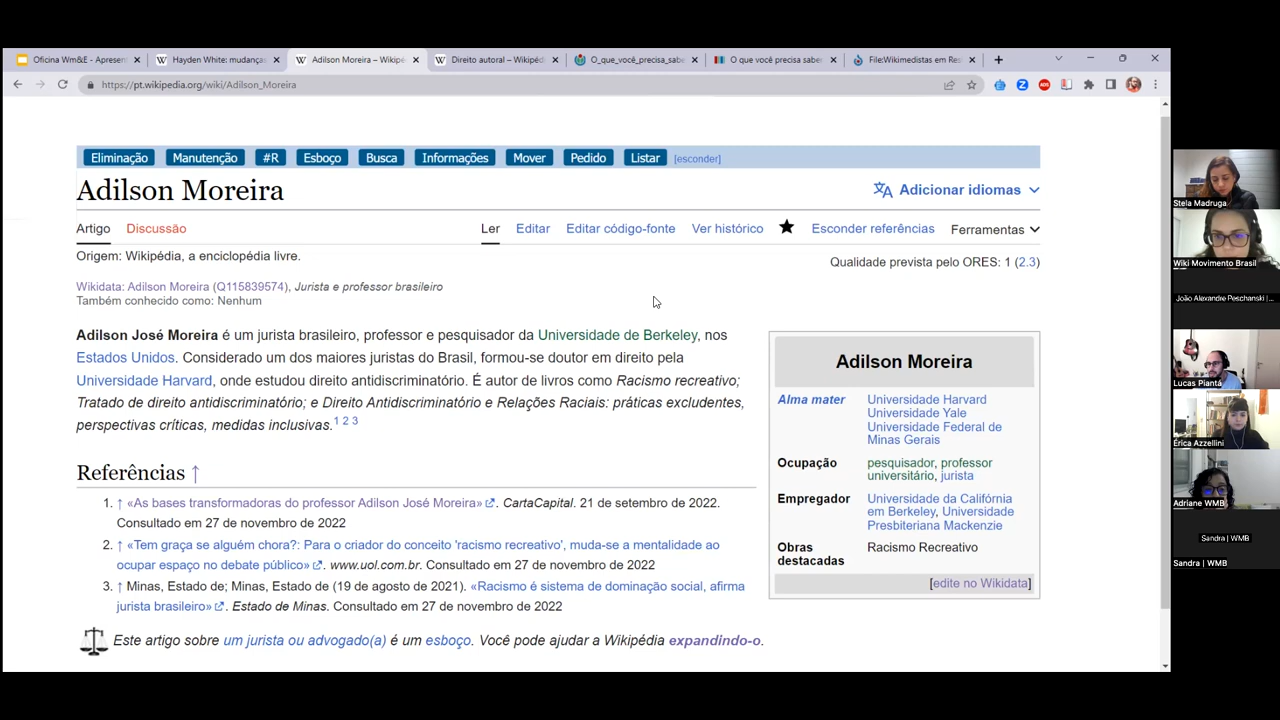 Oficina Wm&E - Apresen
Hayden White: mudança
Adilson Moreira – Wikipé
Direito autoral – Wikipéd
O_que_você_precisa_sabe
O que você precisa saber
File:Wikimedistas em Res
https://pt.wikipedia.org/wiki/Adilson_Moreira
Eliminação Manutenção #R Esboço Busca Informações Mover Pedido Listar [esconder]
Adilson Moreira
Adicionar idiomas
Artigo Discussão Ler Editar Editar código-fonte Ver histórico Esconder referências Ferramentas
Origem: Wikipédia, a enciclopédia livre.
Qualidade prevista pelo ORES: 1 (2.3)
Wikidata: Adilson Moreira (Q115839574), Jurista e professor brasileiro
Também conhecido como: Nenhum
Adilson José Moreira é um jurista brasileiro, professor e pesquisador da Universidade de Berkeley, nos
Estados Unidos. Considerado um dos maiores juristas do Brasil, formou-se doutor em direito pela
Universidade Harvard, onde estudou direito antidiscriminatório. É autor de livros como Racismo recreativo;
Tratado de direito antidiscriminatório; e Direito Antidiscriminatório e Relações Raciais: práticas excludentes,
perspectivas críticas, medidas inclusivas.1 2 3
Adilson Moreira
Alma mater Universidade Harvard
Universidade Yale
Universidade Federal de
Minas Gerais
Ocupação pesquisador, professor
universitário, jurista
Empregador Universidade da Califórnia
em Berkeley, Universidade
Presbiteriana Mackenzie
Obras Racismo Recreativo
destacadas
[edite no Wikidata]
Referências ↑
1. ↑ «As bases transformadoras do professor Adilson José Moreira». CartaCapital. 21 de setembro de 2022.
Consultado em 27 de novembro de 2022
2. ↑ «Tem graça se alguém chora?: Para o criador do conceito 'racismo recreativo', muda-se a mentalidade ao
ocupar espaço no debate público». www.uol.com.br. Consultado em 27 de novembro de 2022
3. ↑ Minas, Estado de; Minas, Estado de (19 de agosto de 2021). «Racismo é sistema de dominação social, afirma
jurista brasileiro». Estado de Minas. Consultado em 27 de novembro de 2022
Este artigo sobre um jurista ou advogado(a) é um esboço. Você pode ajudar a Wikipédia expandindo-o.
Stela Madruga
Wiki Movimento Brasil
João Alexandre Peschanski |...
Lucas Piantá
Érica Azzellini
Adriane WMB
Sandra | WMB
Sandra | WMB